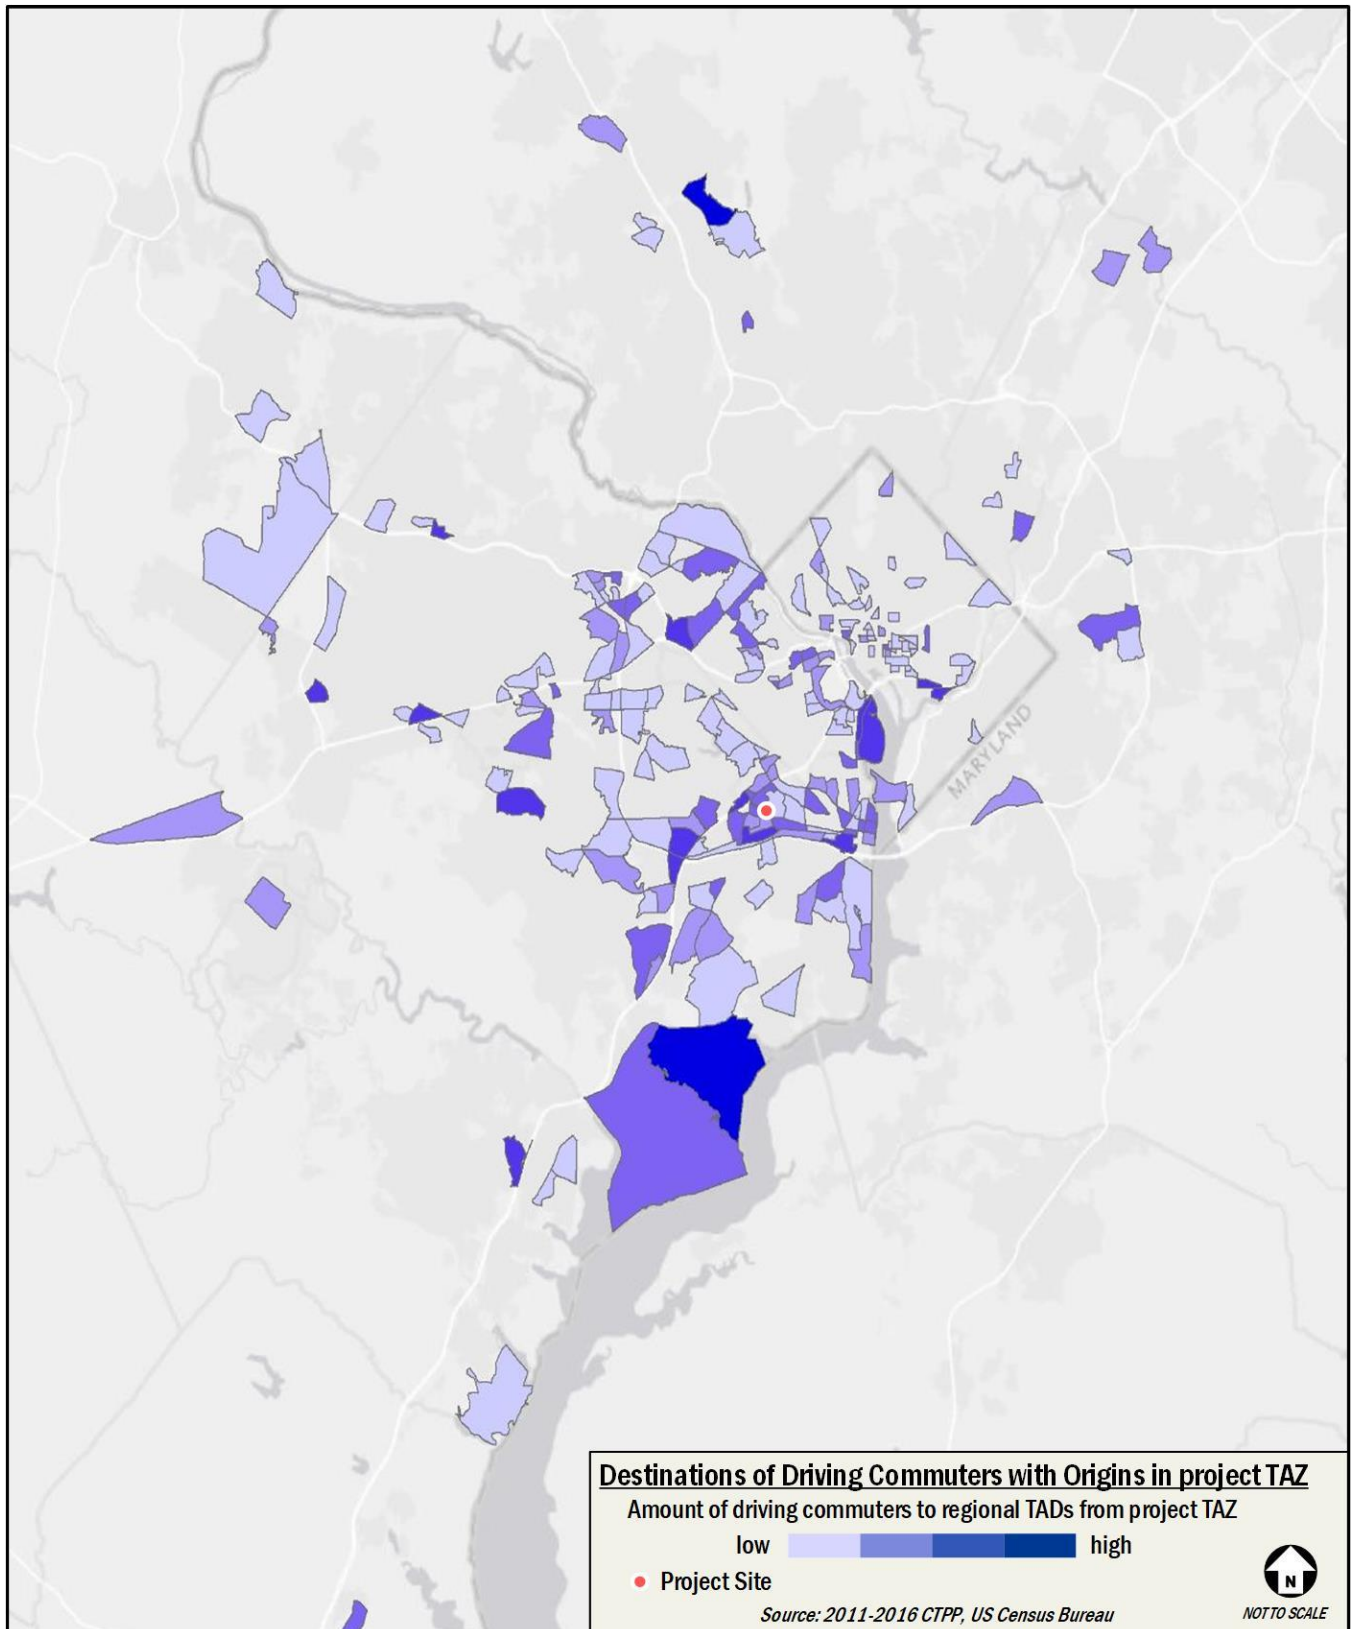 MARYLAND
Destinations of Driving Commuters with Origins in project TAZ
Amount of driving commuters to regional TADs from project TAZ
low high
Project Site
N
Source: 2011-2016 CTPP, US Census Bureau
NOT TO SCALE